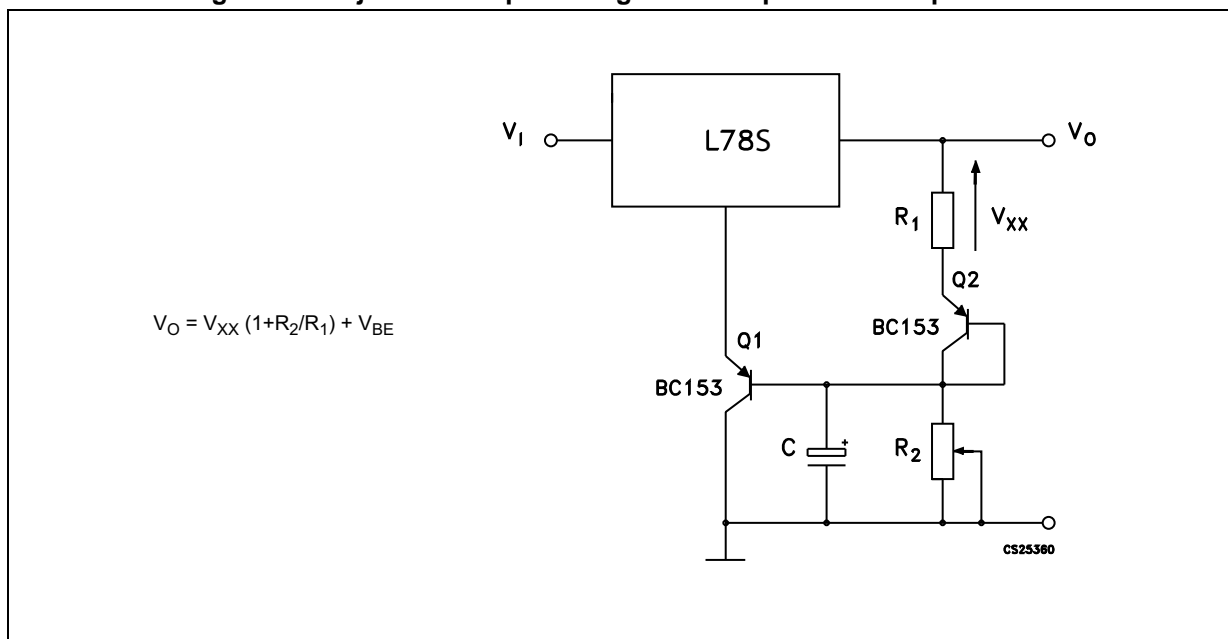 V_I
L78S
V_O
R_1
V_XX
Q2
BC153
V_O = V_XX (1+R_2/R_1) + V_BE
Q1
BC153
C
+
R_2
CS25360